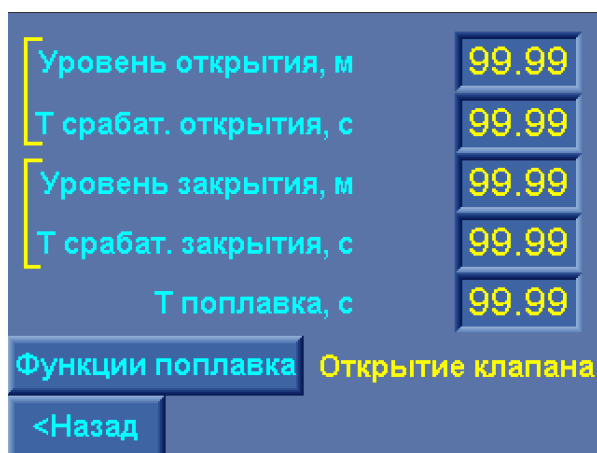 Уровень открытия, м 99.99
Т срабат. открытия, с 99.99
Уровень закрытия, м 99.99
Т срабат. закрытия, с 99.99
Т поплавка, с 99.99
Функции поплавка Открытие клапана
<Назад